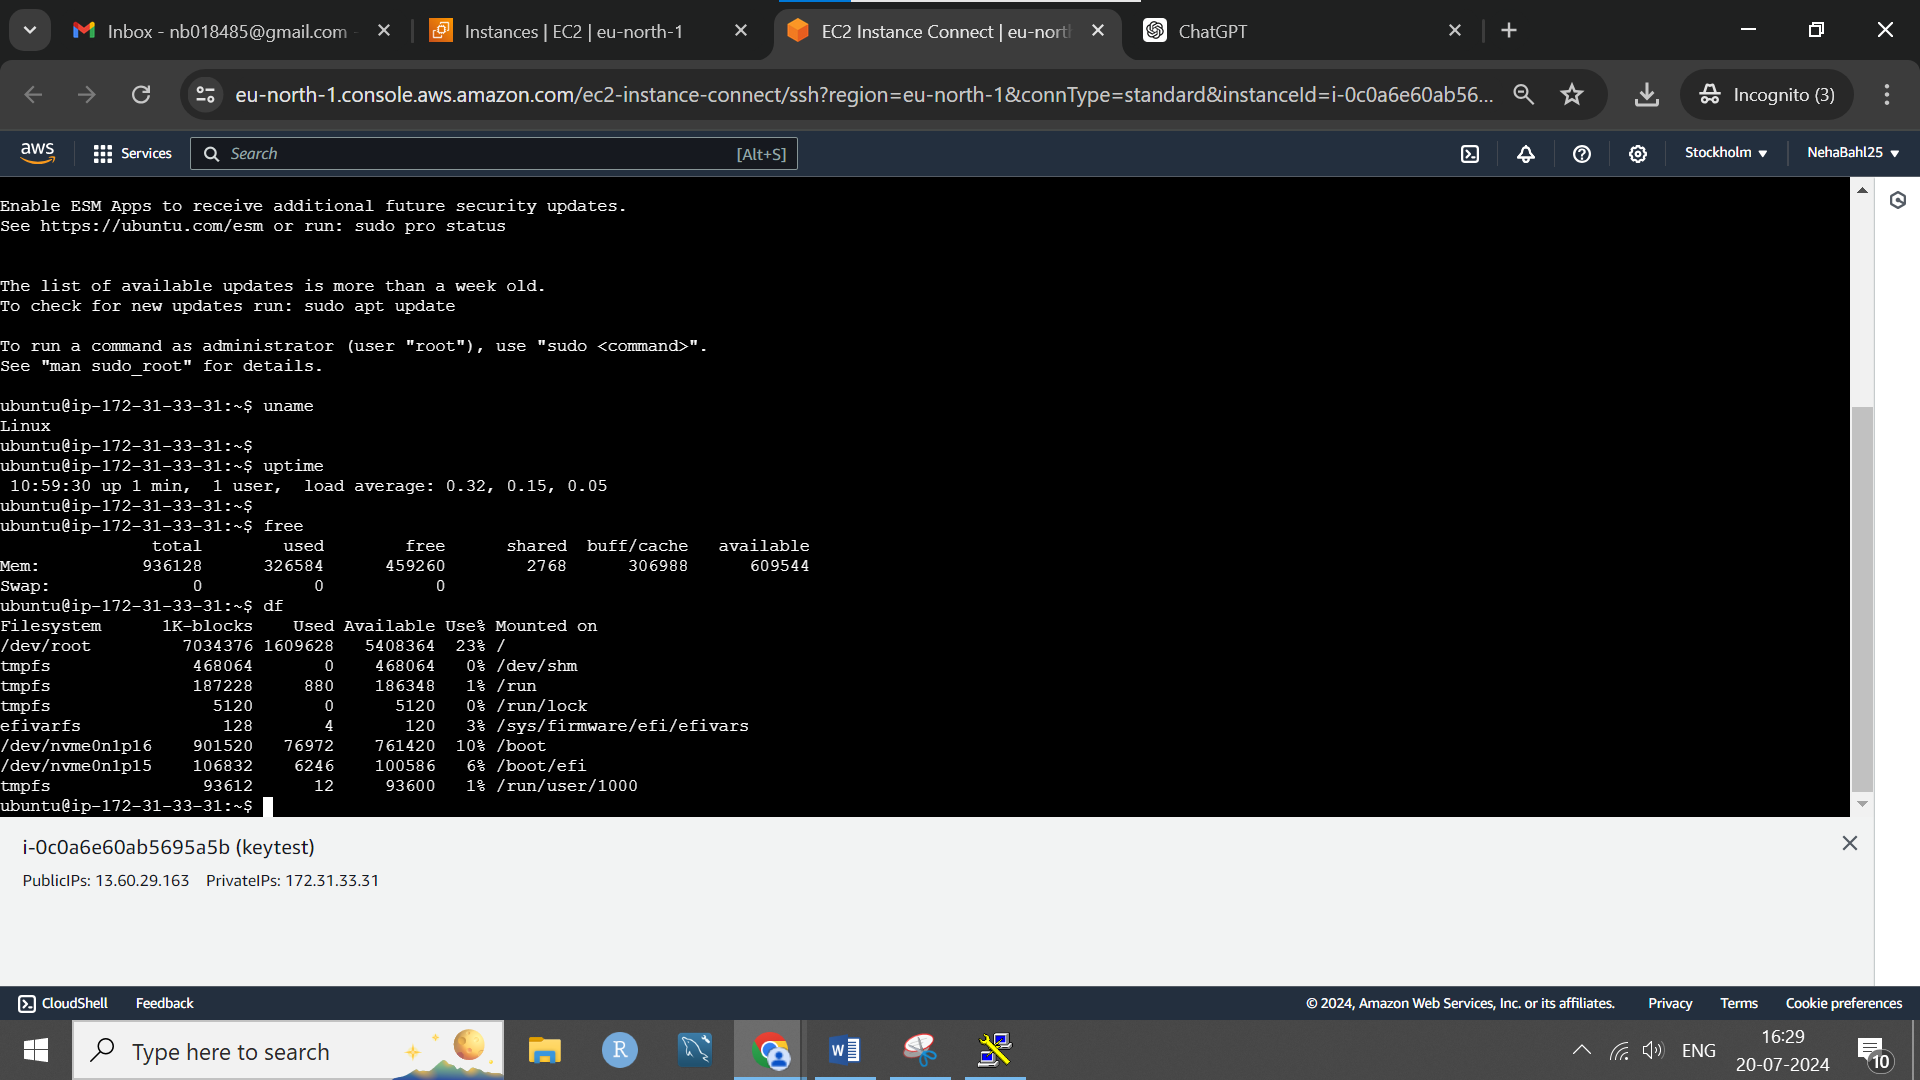 Inbox - nb018485@gmail.com -
Instances | EC2 | eu-north-1
EC2 Instance Connect | eu-nort
ChatGPT
eu-north-1.console.aws.amazon.com/ec2-instance-connect/ssh?region=eu-north-1&connType=standard&instanceId=i-0c0a6e60ab56...
Incognito (3)
aws
Services
Search
[Alt+S]
Stockholm
NehaBahl25
Enable ESM Apps to receive additional future security updates.
See https://ubuntu.com/esm or run: sudo pro status
The list of available updates is more than a week old.
To check for new updates run: sudo apt update
To run a command as administrator (user "root"), use "sudo <command>".
See "man sudo_root" for details.
ubuntu@ip-172-31-33-31:~$ uname
Linux
ubuntu@ip-172-31-33-31:~$
ubuntu@ip-172-31-33-31:~$ uptime
 10:59:30 up 1 min,  1 user,  load average: 0.32, 0.15, 0.05
ubuntu@ip-172-31-33-31:~$
ubuntu@ip-172-31-33-31:~$ free
               total        used        free      shared  buff/cache   available
Mem:          936128      326584      459260        2768      306988      609544
Swap:              0           0           0
ubuntu@ip-172-31-33-31:~$ df
Filesystem      1K-blocks    Used Available Use% Mounted on
/dev/root         7034376 1609628   5408364  23% /
tmpfs              468064       0    468064   0% /dev/shm
tmpfs              187228     880    186348   1% /run
tmpfs                5120       0      5120   0% /run/lock
efivarfs              128       4       120   3% /sys/firmware/efi/efivars
/dev/nvme0n1p16    901520   76972    761420  10% /boot
/dev/nvme0n1p15    106832    6246    100586   6% /boot/efi
tmpfs               93612      12     93600   1% /run/user/1000
ubuntu@ip-172-31-33-31:~$
i-0c0a6e60ab5695a5b (keytest)
PublicIPs: 13.60.29.163 PrivateIPs: 172.31.33.31
CloudShell
Feedback
© 2024, Amazon Web Services, Inc. or its affiliates.
Privacy
Terms
Cookie preferences
Type here to search
R
W
ENG
16:29
20-07-2024
10